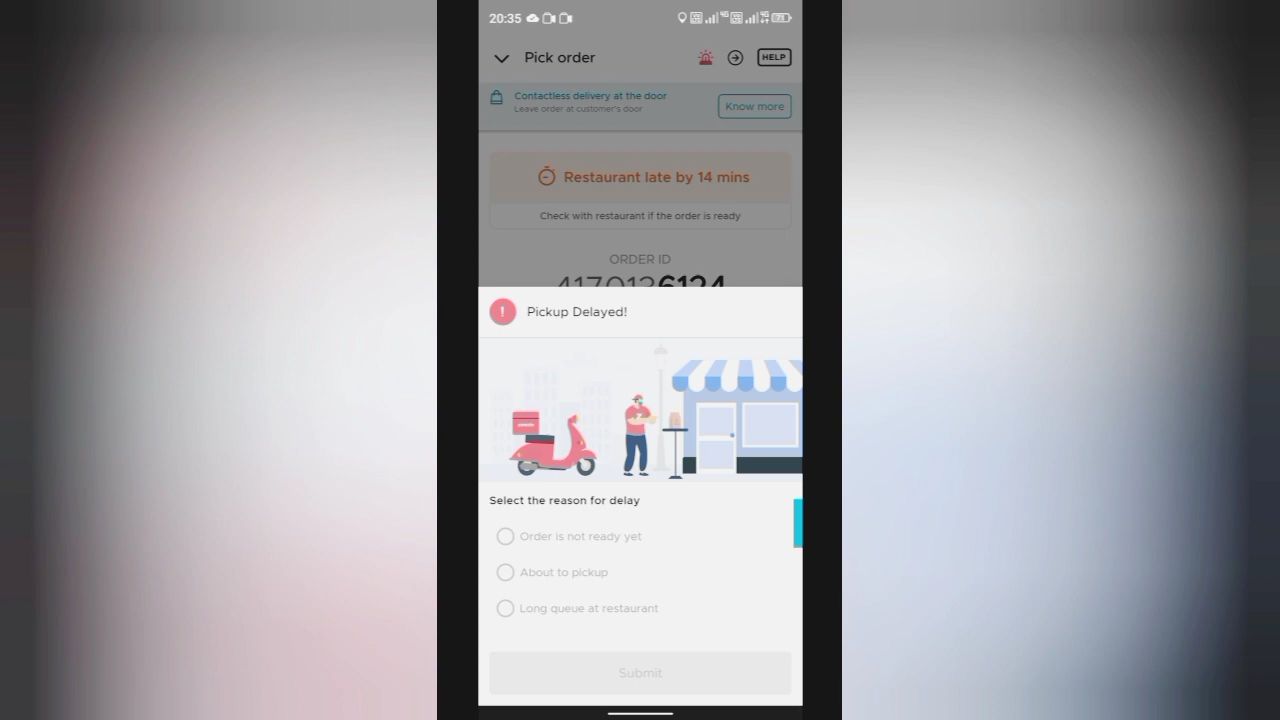 20:35
Pick order
HELP
Contactless delivery at the door
Leave order at customer's door
Know more
Restaurant late by 14 mins
Check with restaurant if the order is ready
ORDER ID
4170136124
Pickup Delayed!
Select the reason for delay
Order is not ready yet
About to pickup
Long queue at restaurant
Submit